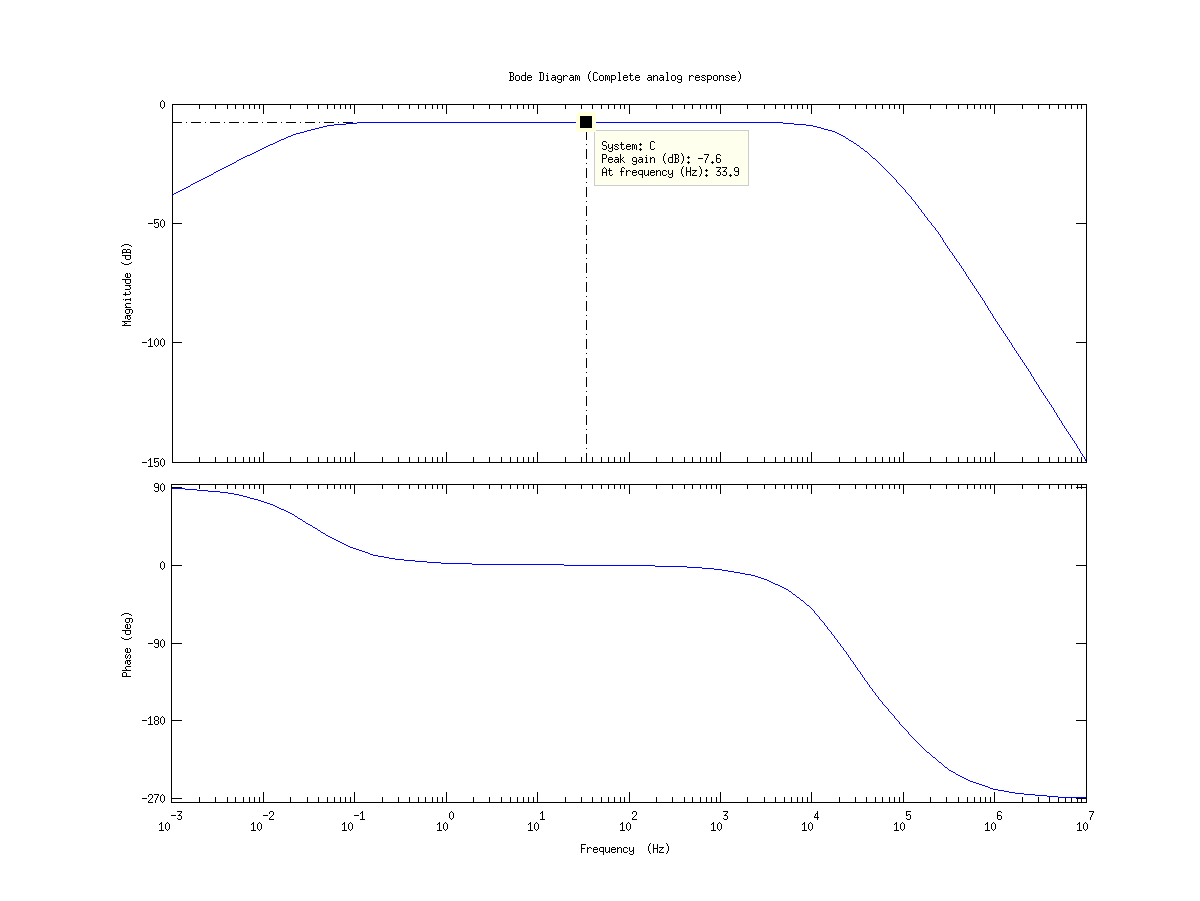 Bode Diagram (Complete analog response)
0
-50
-100
-150
Magnitude (dB)
System: C
Peak gain (dB): -7.6
At frequency (Hz): 33.9
90
0
-90
-180
-270
Phase (deg)
10^-3 10^-2 10^-1 10^0 10^1 10^2 10^3 10^4 10^5 10^6 10^7
Frequency (Hz)